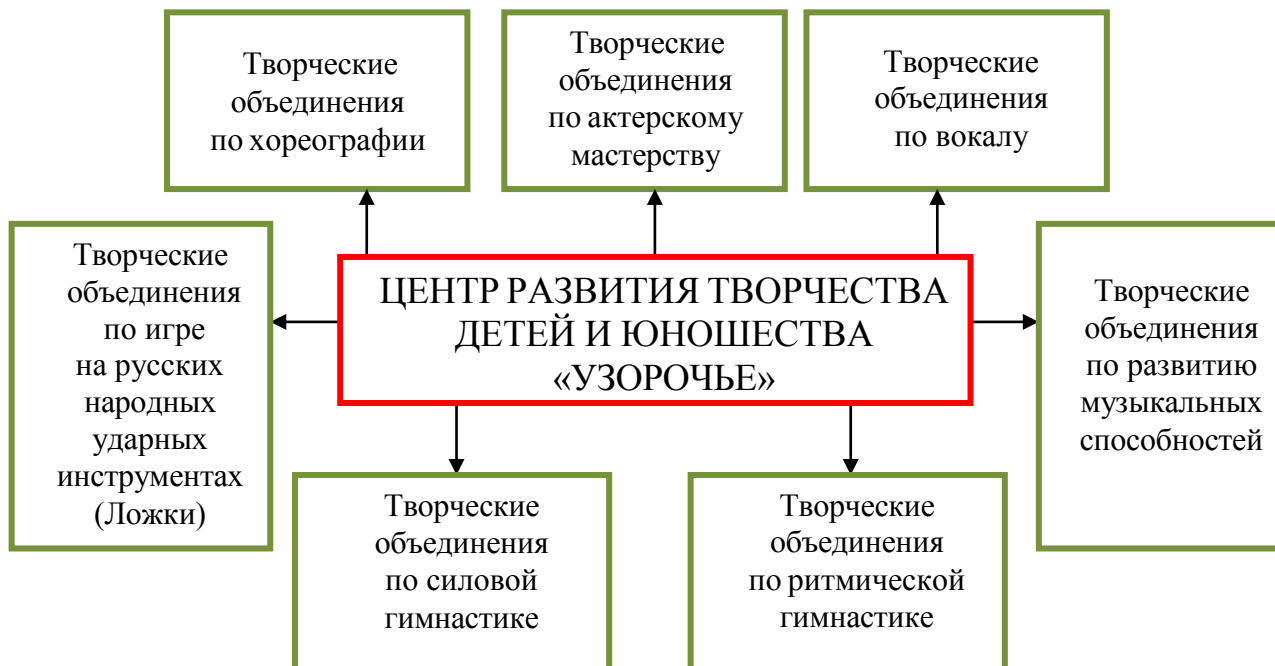 Творческие
объединения
по хореографии
Творческие
объединения
по актерскому
мастерству
Творческие
объединения
по вокалу
Творческие
объединения
по игре
на русских
народных
ударных
инструментах
(Ложки)
ЦЕНТР РАЗВИТИЯ ТВОРЧЕСТВА
ДЕТЕЙ И ЮНОШЕСТВА
«УЗОРОЧЬЕ»
Творческие
объединения
по развитию
музыкальных
способностей
Творческие
объединения
по силовой
гимнастике
Творческие
объединения
по ритмической
гимнастике